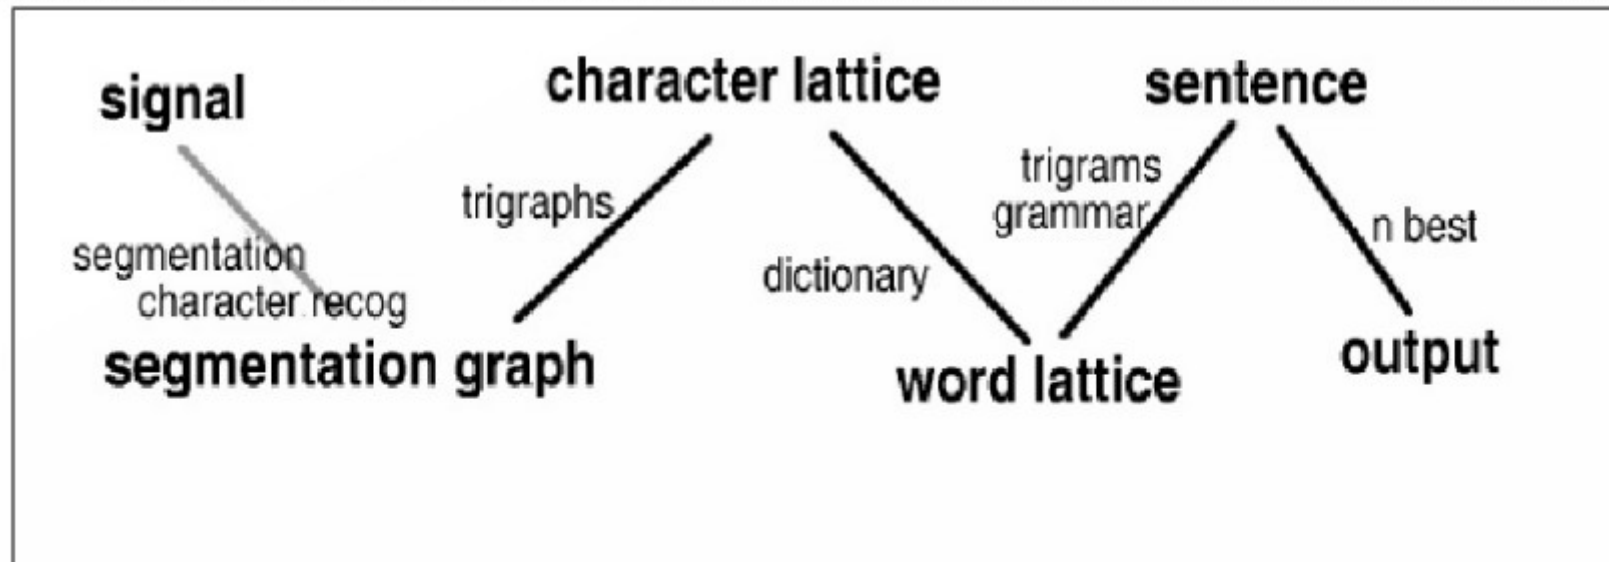 signal
character lattice
sentence
trigraphs
trigrams
grammar
n best
segmentation
character recog
dictionary
segmentation graph
word lattice
output